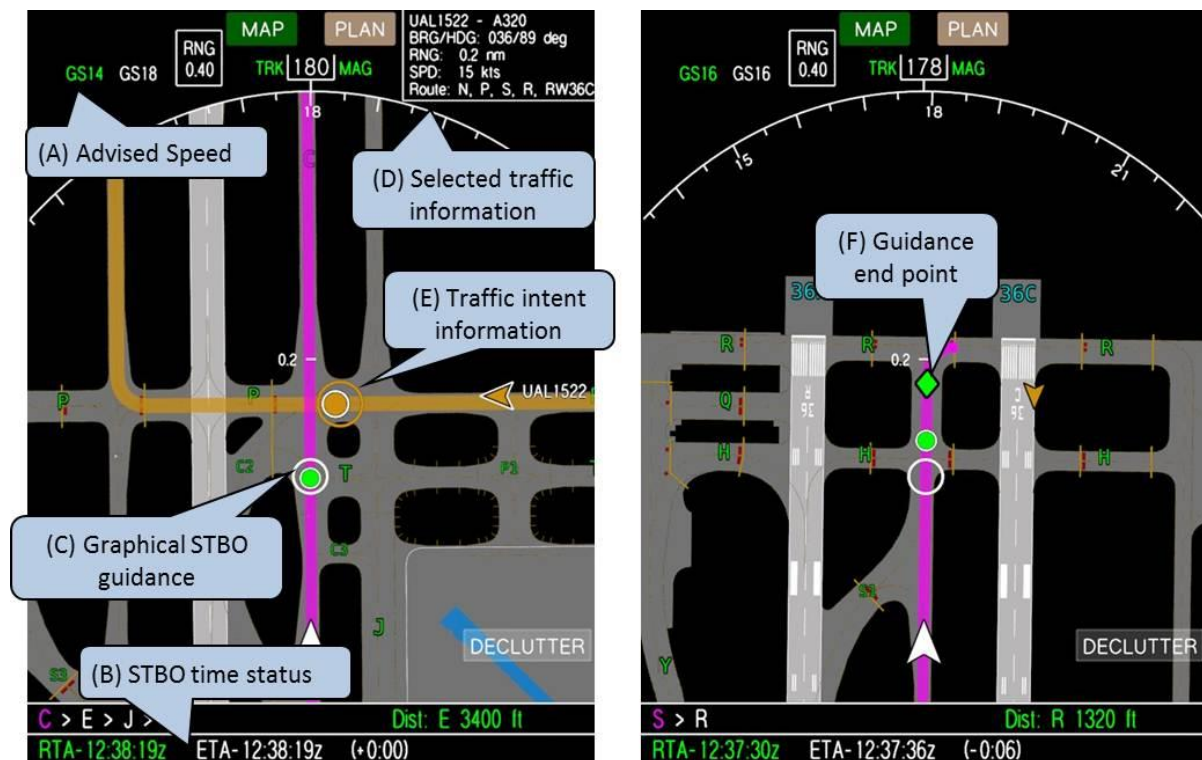 MAP
PLAN
UAL1522 - A320
BRG/HDG: 036/89 deg
RNG: 0.2 nm
SPD: 15 kts
Route: N, P, S, R, RW36C
GS14 GS18
RNG
0.40
TRK 180 MAG
18
(A) Advised Speed
C
(D) Selected traffic
information
(E) Traffic intent
information
0.2
P
P
UAL1522
C2
T
P1
(C) Graphical STBO
guidance
C3
J
DECLUTTER
(B) STBO time status
S3
C > E > J >
Dist: E 3400 ft
RTA-12:38:19z ETA-12:38:19z (+0:00)
MAP
PLAN
GS16 GS16
RNG
0.40
TRK 178 MAG
18
15
21
(F) Guidance
end point
36C
R
R
0.2
R
Q
R
36
C
36
H
H
H
Y
DECLUTTER
S > R
Dist: R 1320 ft
RTA-12:37:30z ETA-12:37:36z (-0:06)